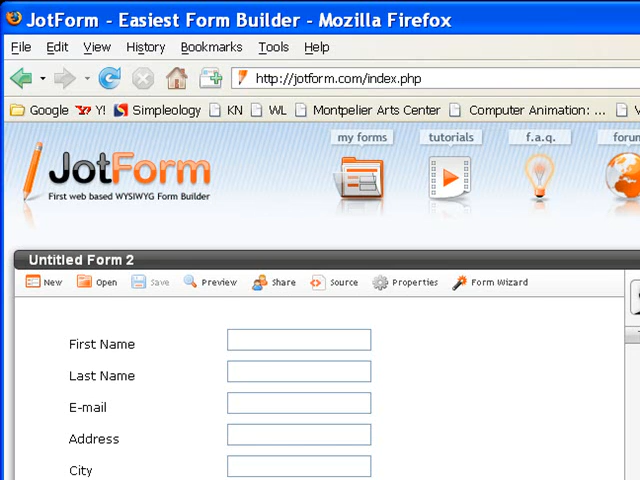 JotForm - Easiest Form Builder - Mozilla Firefox
File Edit View History Bookmarks Tools Help
http://jotform.com/index.php
Google Y! Simpleology KN WL Montpelier Arts Center Computer Animation: ...
my forms tutorials f.a.q. forum
JotForm
First web based WYSIWYG Form Builder
Untitled Form 2
New Open Save Preview Share Source Properties Form Wizard
First Name
Last Name
E-mail
Address
City